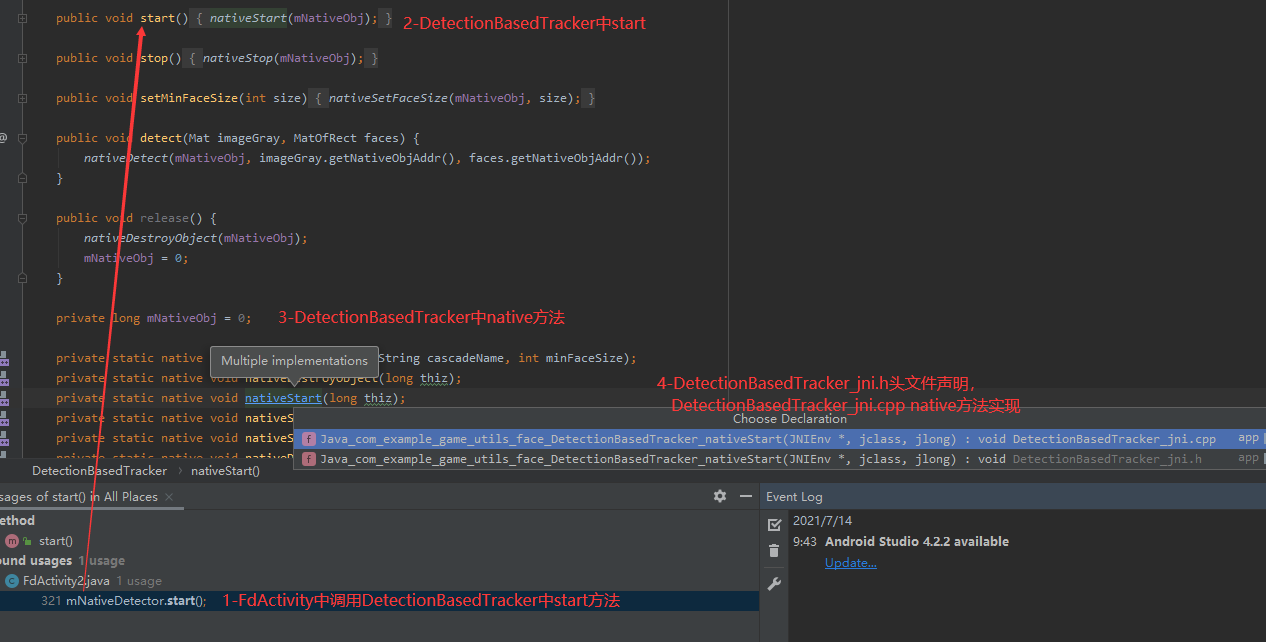 public void start() { nativeStart(mNativeObj); } 2-DetectionBasedTracker中start
public void stop() { nativeStop(mNativeObj); }
public void setMinFaceSize(int size) { nativeSetFaceSize(mNativeObj, size); }
public void detect(Mat imageGray, MatOfRect faces) {
nativeDetect(mNativeObj, imageGray.getNativeObjAddr(), faces.getNativeObjAddr());
}
public void release() {
nativeDestroyObject(mNativeObj);
mNativeObj = 0;
}
private long mNativeObj = 0; 3-DetectionBasedTracker中native方法
Multiple implementations
private static native String cascadeName, int minFaceSize);
private static native void nativeDestroyObject(long thiz);
4-DetectionBasedTracker_jni.h头文件声明，
private static native void nativeStart(long thiz);
DetectionBasedTracker_jni.cpp native方法实现
private static native void nativeS
Choose Declaration
private static native void nativeS
f Java_com_example_game_utils_face_DetectionBasedTracker_nativeStart(JNIEnv *, jclass, jlong) : void DetectionBasedTracker_jni.cpp app
f Java_com_example_game_utils_face_DetectionBasedTracker_nativeStart(JNIEnv *, jclass, jlong) : void DetectionBasedTracker_jni.h app
DetectionBasedTracker › nativeStart()
sages of start() in All Places ×
Event Log
ethod
2021/7/14
m start()
9:43 Android Studio 4.2.2 available
ound usages 1 usage
Update...
C FdActivity2.java 1 usage
321 mNativeDetector.start(); 1-FdActivity中调用DetectionBasedTracker中start方法